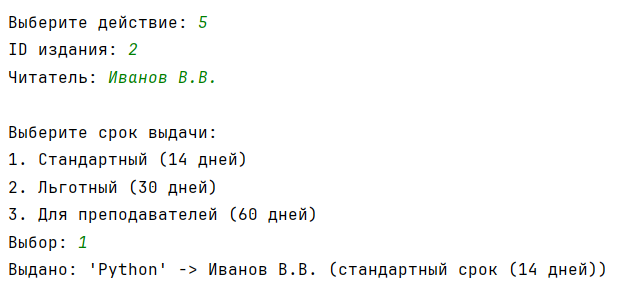 Выберите действие: 5
ID издания: 2
Читатель: Иванов В.В.
Выберите срок выдачи:
1. Стандартный (14 дней)
2. Льготный (30 дней)
3. Для преподавателей (60 дней)
Выбор: 1
Выдано: 'Python' -> Иванов В.В. (стандартный срок (14 дней))